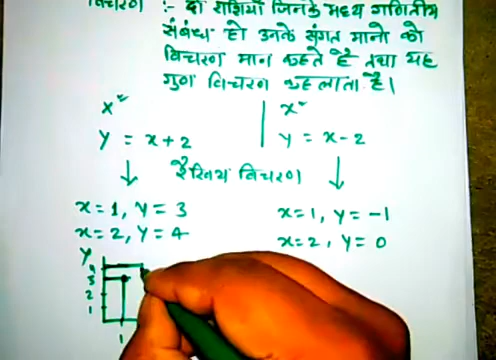 विचरण :- दो राशियाँ जिनके मध्य गणितीय
संबंध हो उनके संगत मानो को
विचरण मान कहते है तथा यह
गुण विचरण कहलाता है।
x x
y = x+2 y = x-2
रैखिय विचरण
x=1, y=3 x=1, y=-1
x=2, y=4 x=2, y=0
y
4
3
2
1
1